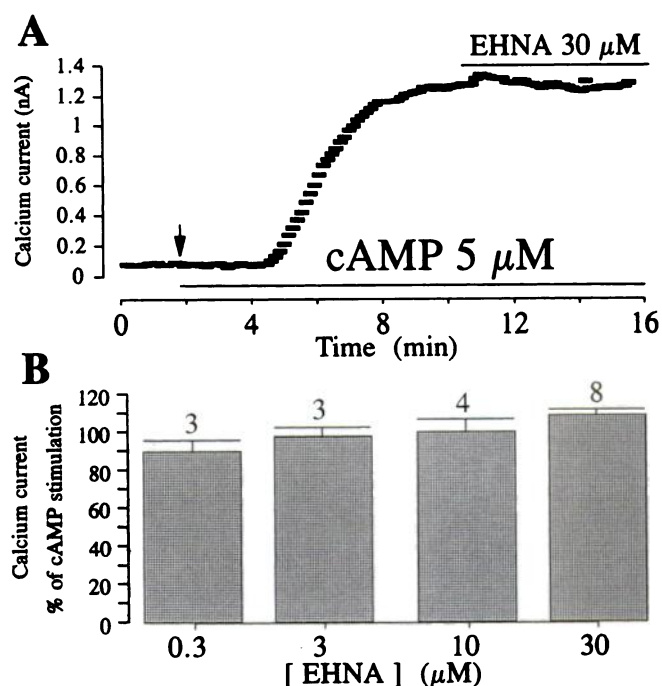 A
EHNA 30 μM
1.4
1.2
1
0.8
0.6
0.4
0.2
0
Calcium current (nA)
cAMP 5 μM
0 4 8 12 16
Time (min)
B
120
100
80
60
40
20
0
Calcium current
% of cAMP stimulation
3 3 4 8
0.3 3 10 30
[ EHNA ] (μM)